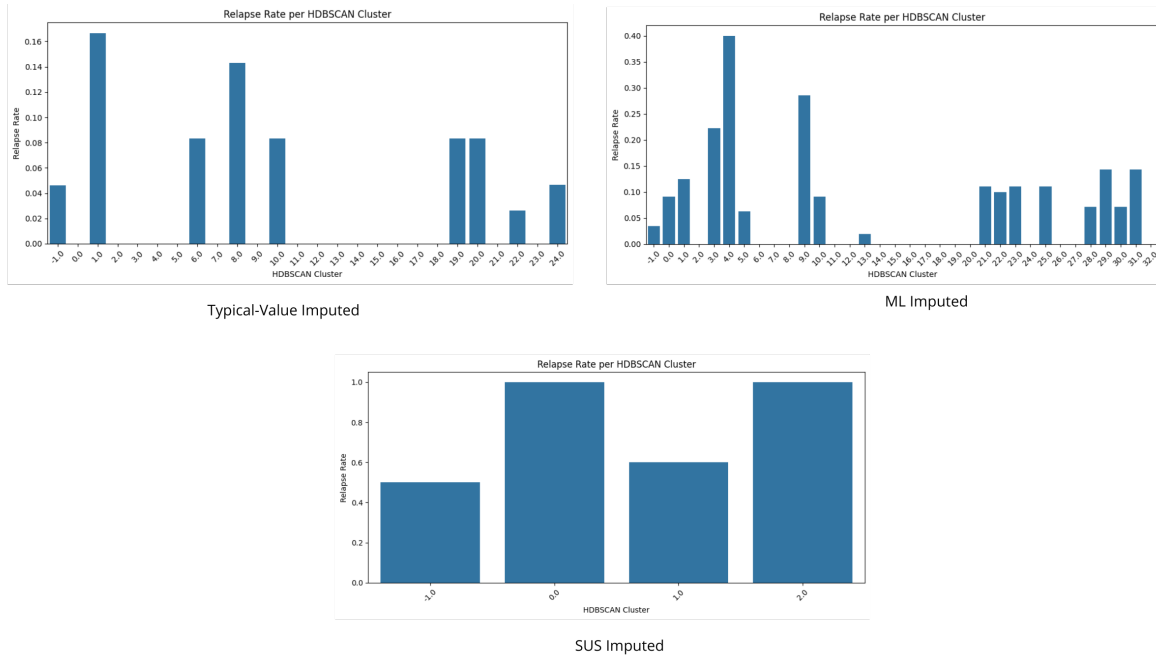 Relapse Rate per HDBSCAN Cluster
Relapse Rate
0.16
0.14
0.12
0.10
0.08
0.06
0.04
0.02
0.00
-1.0 0.0 1.0 2.0 3.0 4.0 5.0 6.0 7.0 8.0 9.0 10.0 11.0 12.0 13.0 14.0 15.0 16.0 17.0 18.0 19.0 20.0 21.0 22.0 23.0 24.0
HDBSCAN Cluster
Typical-Value Imputed
Relapse Rate per HDBSCAN Cluster
Relapse Rate
0.40
0.35
0.30
0.25
0.20
0.15
0.10
0.05
0.00
-1.0 0.0 1.0 2.0 3.0 4.0 5.0 6.0 7.0 8.0 9.0 10.0 11.0 12.0 13.0 14.0 15.0 16.0 17.0 18.0 19.0 20.0 21.0 22.0 23.0 24.0 25.0 26.0 27.0 28.0 29.0 30.0 31.0 32.0
HDBSCAN Cluster
ML Imputed
Relapse Rate per HDBSCAN Cluster
Relapse Rate
1.0
0.8
0.6
0.4
0.2
0.0
-1.0 0.0 1.0 2.0
HDBSCAN Cluster
SUS Imputed